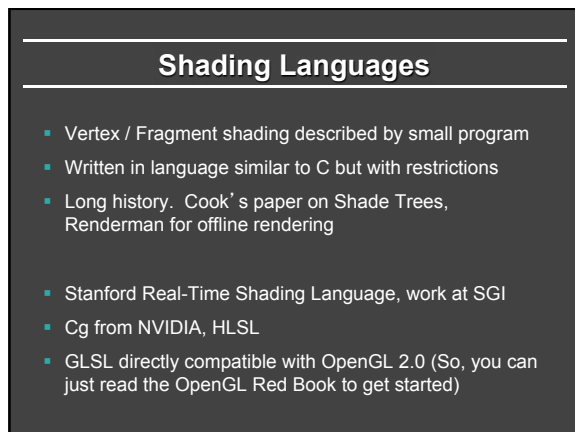 Shading Languages
Vertex / Fragment shading described by small program
Written in language similar to C but with restrictions
Long history. Cook's paper on Shade Trees,
Renderman for offline rendering
Stanford Real-Time Shading Language, work at SGI
Cg from NVIDIA, HLSL
GLSL directly compatible with OpenGL 2.0 (So, you can
just read the OpenGL Red Book to get started)